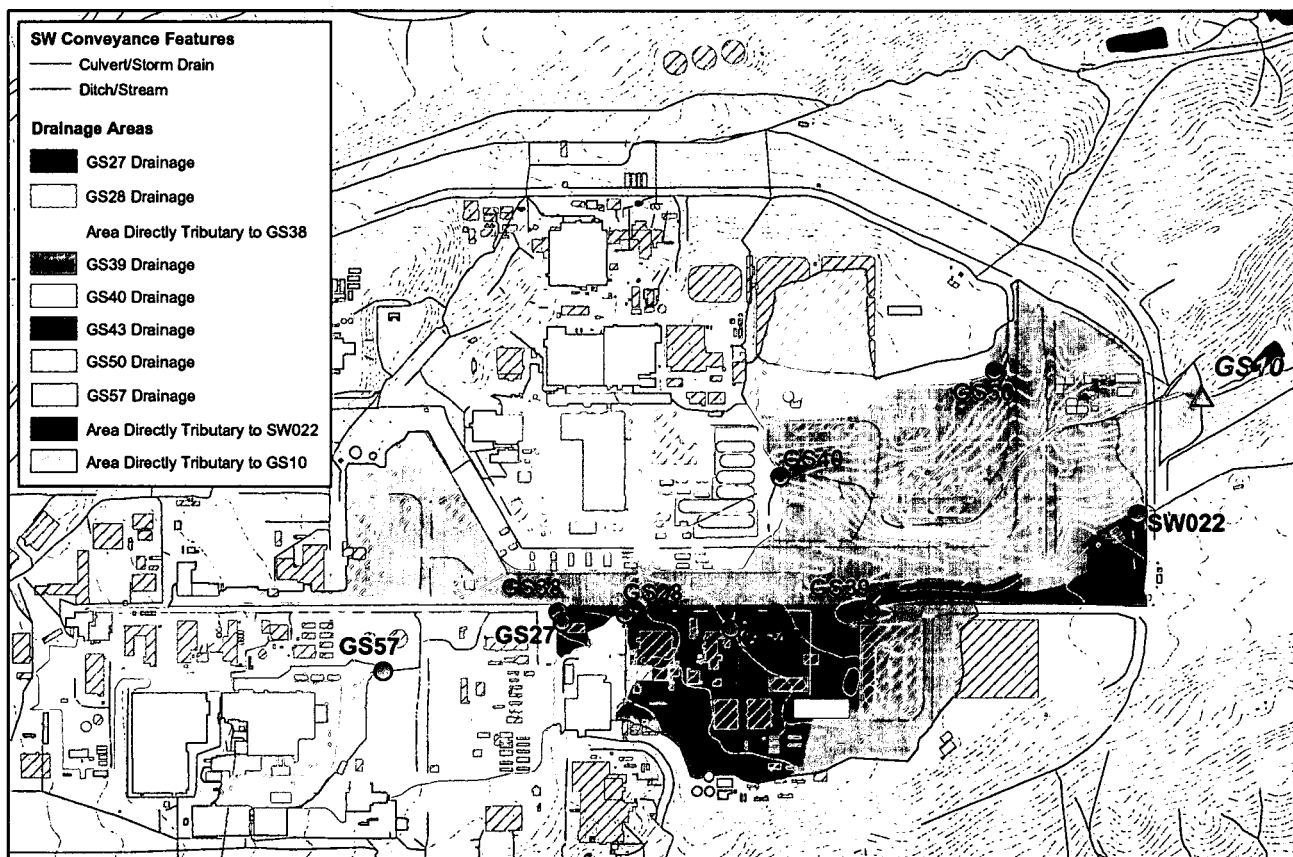 SW Conveyance Features
Culvert/Storm Drain
Ditch/Stream
Drainage Areas
GS27 Drainage
GS28 Drainage
Area Directly Tributary to GS38
GS39 Drainage
GS40 Drainage
GS43 Drainage
GS50 Drainage
GS57 Drainage
Area Directly Tributary to SW022
Area Directly Tributary to GS10
GS10
GS50
GS40
SW022
GS38
GS28
GS39
GS27
GS57